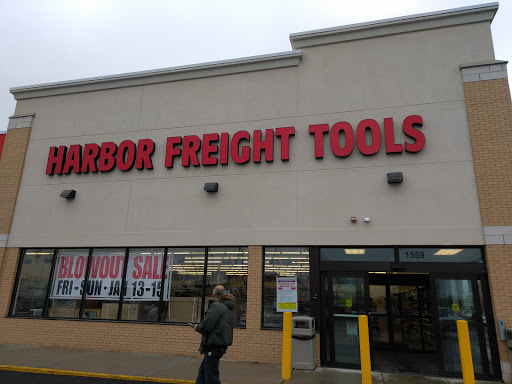 HARBOR FREIGHT TOOLS
1559
BLOWOUT SALE
FRI-SUN-JAN 13-15